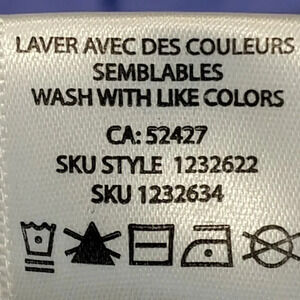 LAVER AVEC DES COULEURS
SEMBLABLES
WASH WITH LIKE COLORS
CA: 52427
SKU STYLE 1232622
SKU 1232634